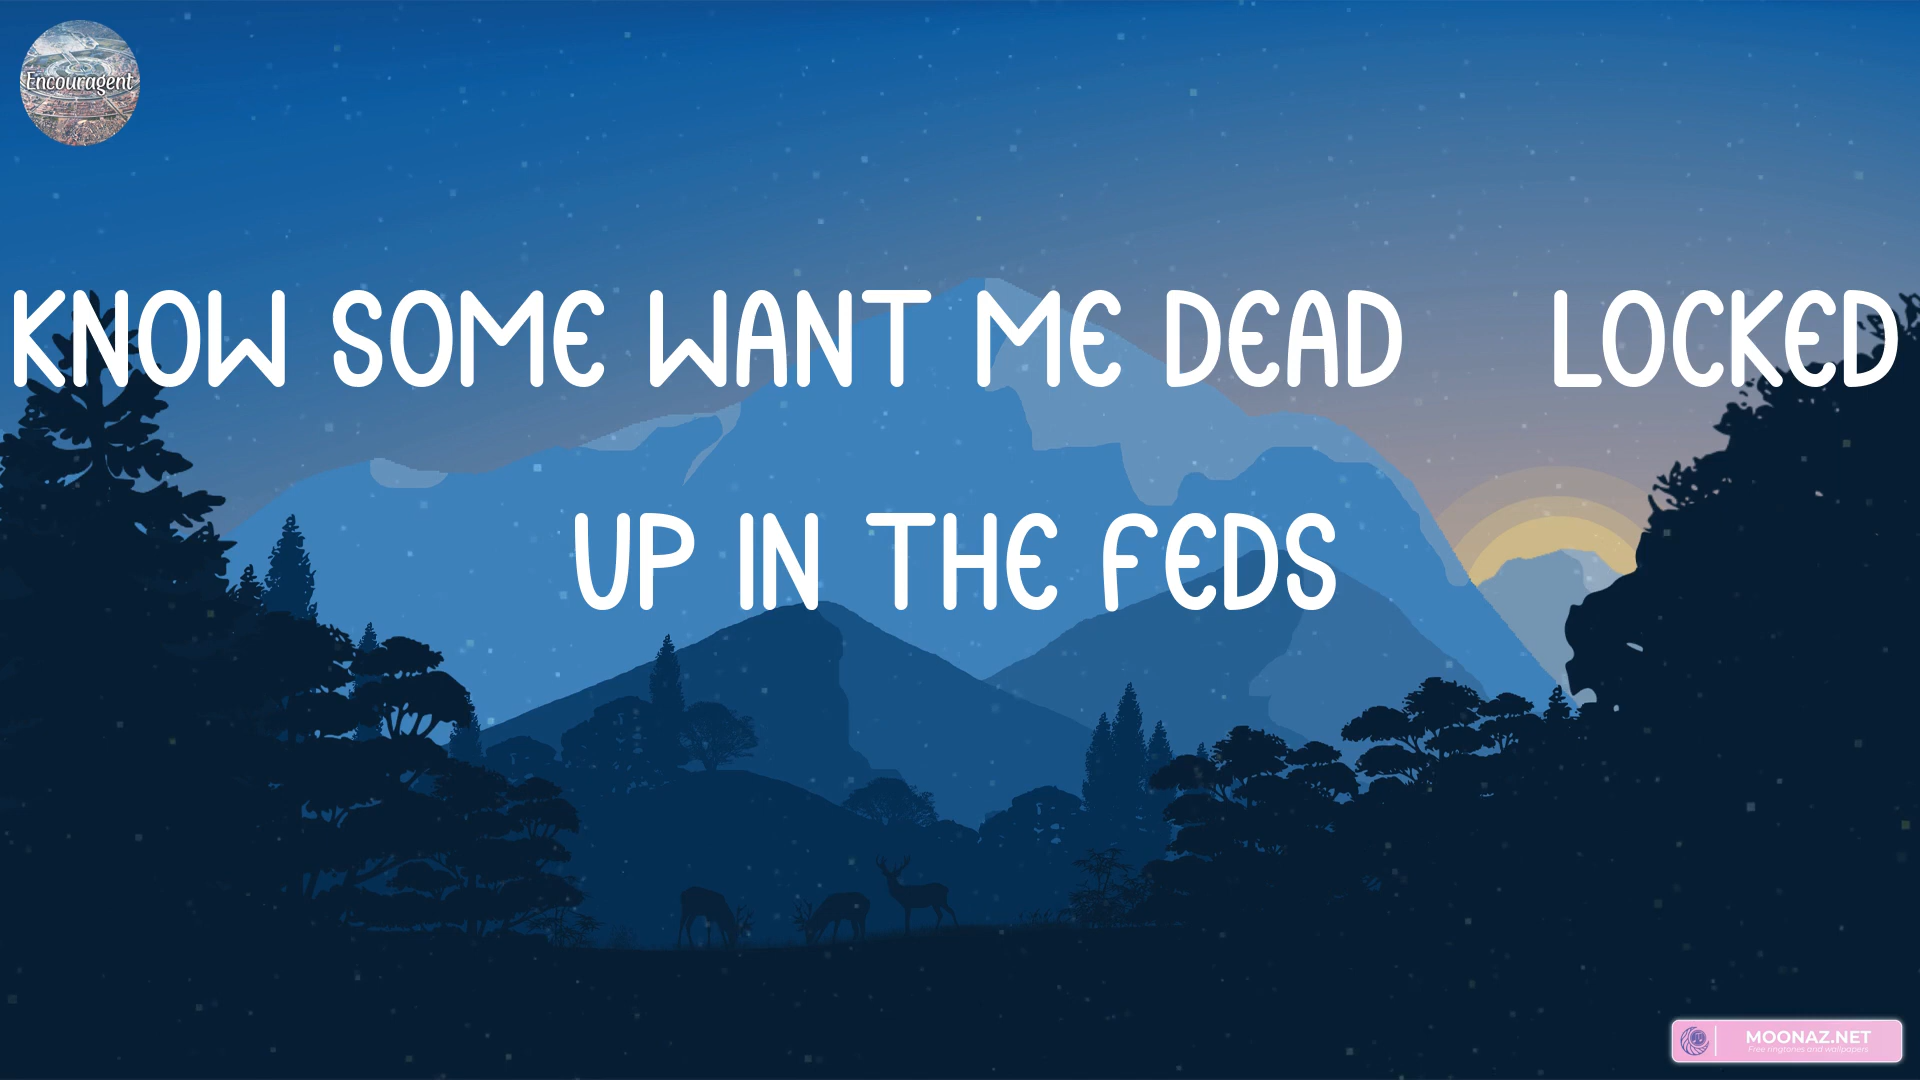 Encouragent
KNOW SOME WANT ME DEAD LOCKED
UP IN THE FEDS
MOONAZ.NET
Free ringtones and wallpapers